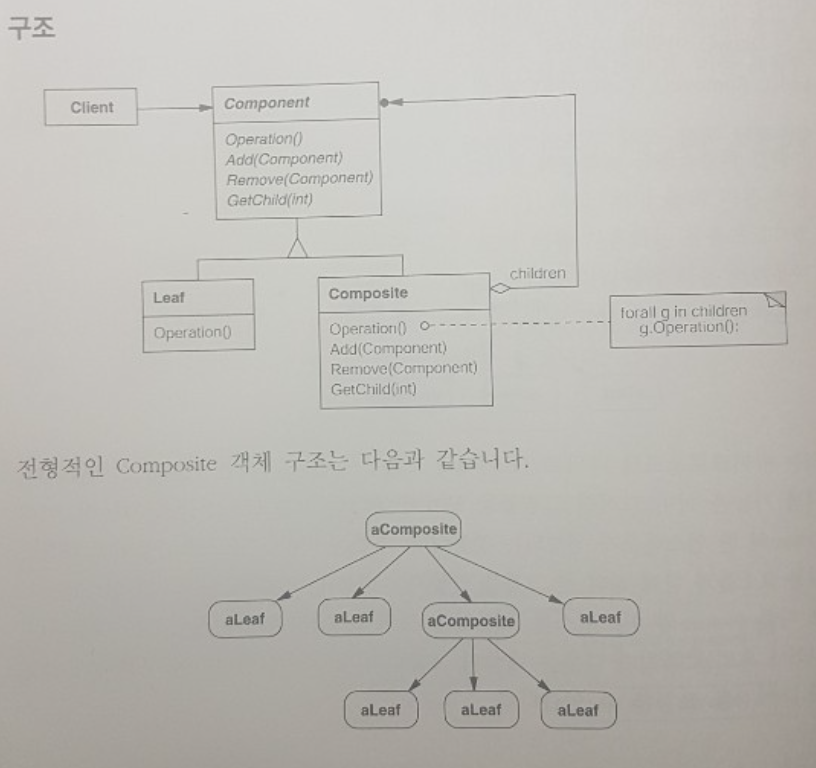 구조
Client
Component
Operation()
Add(Component)
Remove(Component)
GetChild(int)
children
Leaf
Operation()
Composite
Operation()
Add(Component)
Remove(Component)
GetChild(int)
forall g in children
g.Operation();
전형적인 Composite 객체 구조는 다음과 같습니다.
aComposite
aLeaf
aLeaf
aComposite
aLeaf
aLeaf
aLeaf
aLeaf